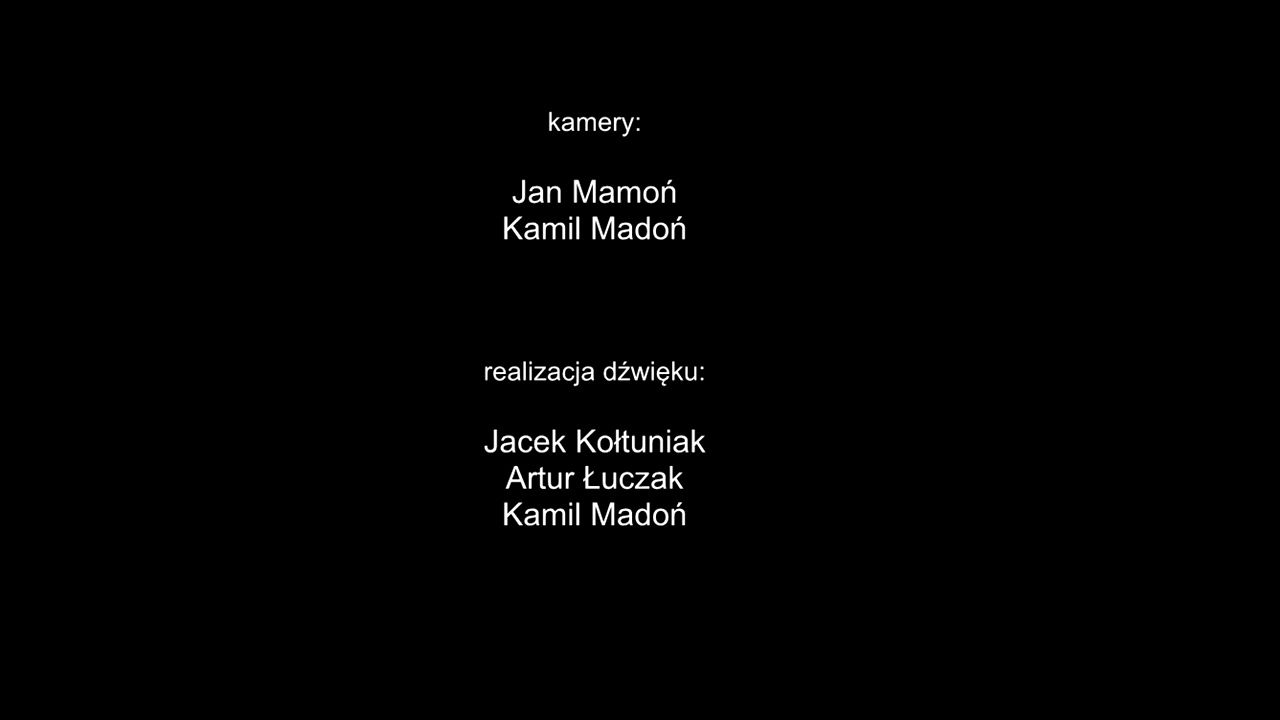 kamery:
Jan Mamoń
Kamil Madoń
realizacja dźwięku:
Jacek Kołtuniak
Artur Łuczak
Kamil Madoń